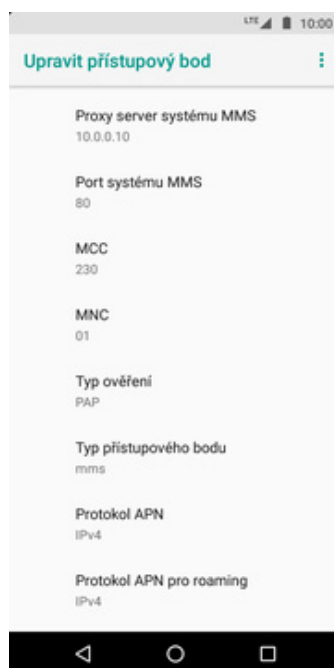 LTE 10:00
Upravit přístupový bod
Proxy server systému MMS
10.0.0.10
Port systému MMS
80
MCC
230
MNC
01
Typ ověření
PAP
Typ přístupového bodu
mms
Protokol APN
IPv4
Protokol APN pro roaming
IPv4